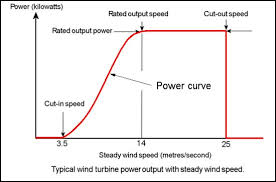 Power (kilowatts)
Rated output speed
Cut-out speed
Rated output power
Power curve
Cut-in speed
3.5
14
25
Steady wind speed (metres/second)
Typical wind turbine power output with steady wind speed.